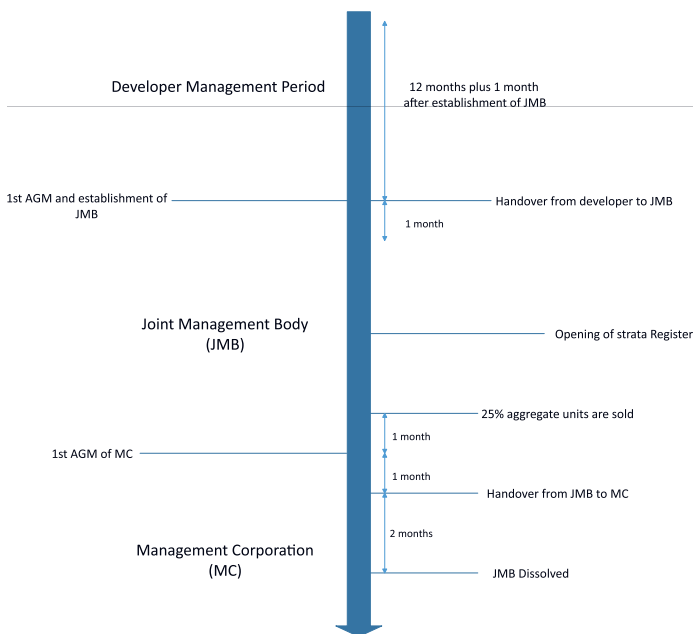 Developer Management Period
12 months plus 1 month
after establishment of JMB
1st AGM and establishment of
JMB
Handover from developer to JMB
1 month
Joint Management Body
(JMB)
Opening of strata Register
25% aggregate units are sold
1 month
1st AGM of MC
1 month
Handover from JMB to MC
2 months
Management Corporation
(MC)
JMB Dissolved